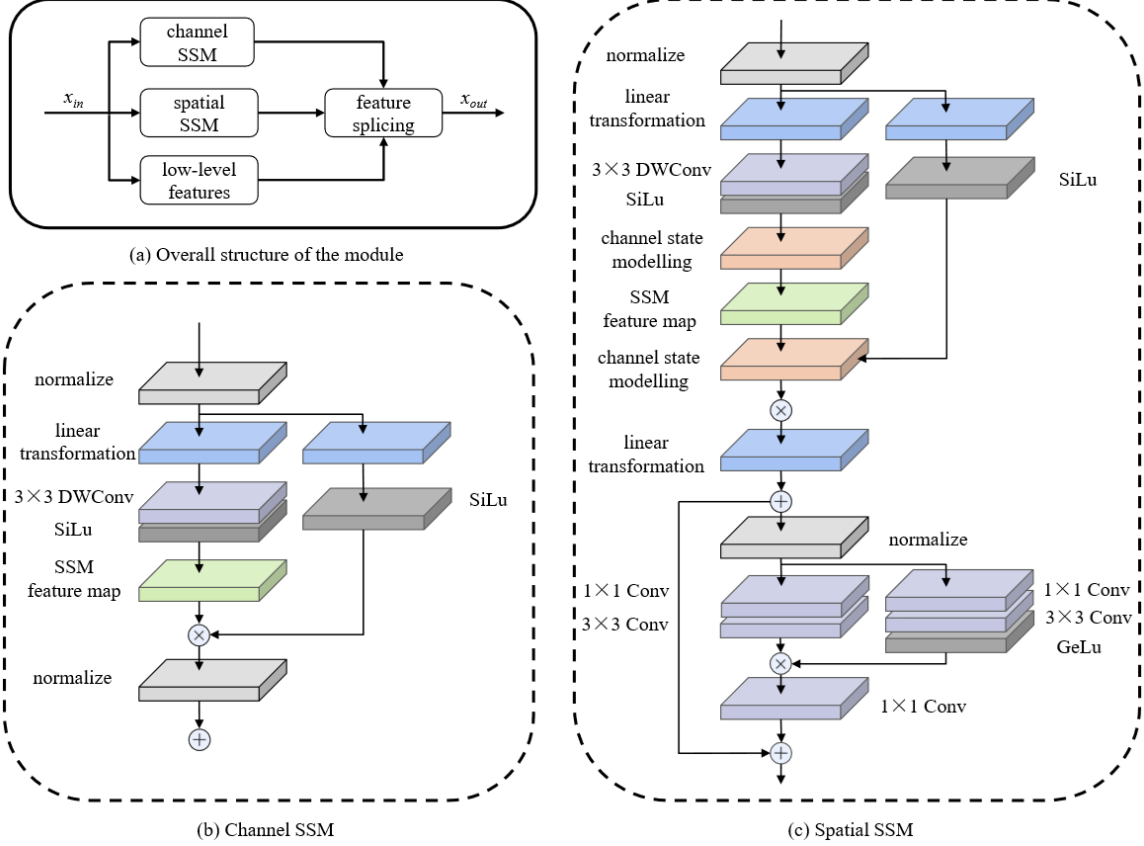 channel
SSM
x_in
spatial
SSM
feature
splicing
x_out
low-level
features
(a) Overall structure of the module
normalize
linear
transformation
3×3 DWConv
SiLu
SiLu
SSM
feature map
×
normalize
+
(b) Channel SSM
normalize
linear
transformation
3×3 DWConv
SiLu
SiLu
channel state
modelling
SSM
feature map
channel state
modelling
×
linear
transformation
+
normalize
1×1 Conv
3×3 Conv
1×1 Conv
3×3 Conv
GeLu
×
1×1 Conv
+
(c) Spatial SSM